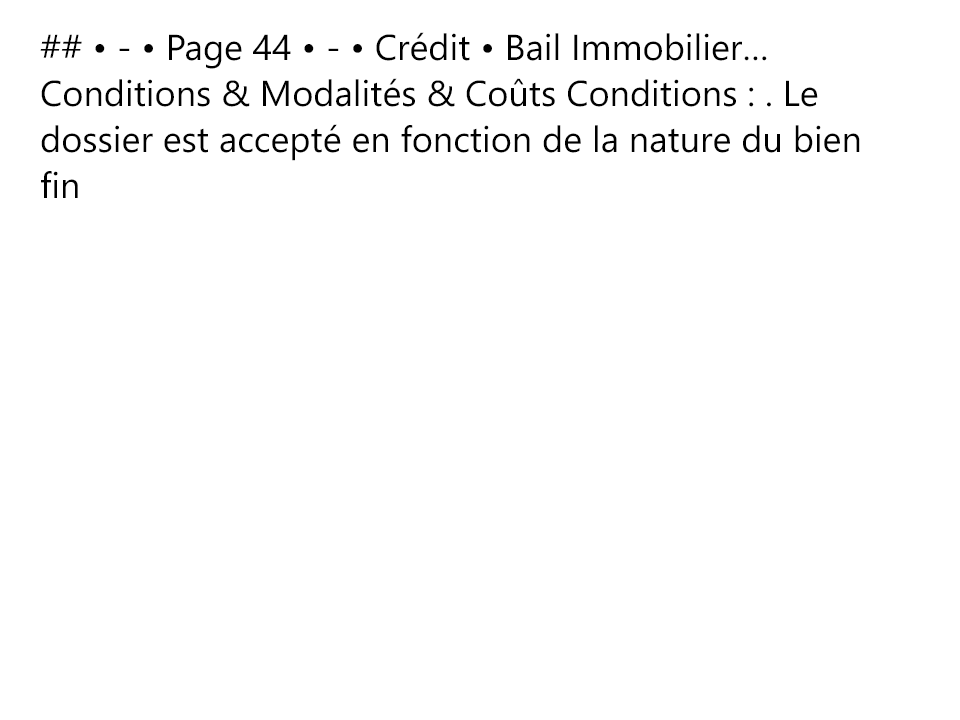 ## • - • Page 44 • - • Crédit • Bail Immobilier...
Conditions & Modalités & Coûts Conditions : . Le
dossier est accepté en fonction de la nature du bien
fin